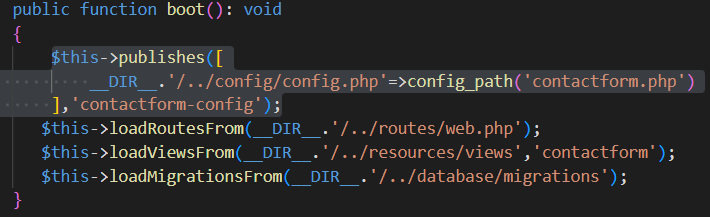 public function boot(): void
{
$this->publishes([
__DIR__.'/../config/config.php'=>config_path('contactform.php')
],'contactform-config');
$this->loadRoutesFrom(__DIR__.'/../routes/web.php');
$this->loadViewsFrom(__DIR__.'/../resources/views','contactform');
$this->loadMigrationsFrom(__DIR__.'/../database/migrations');
}